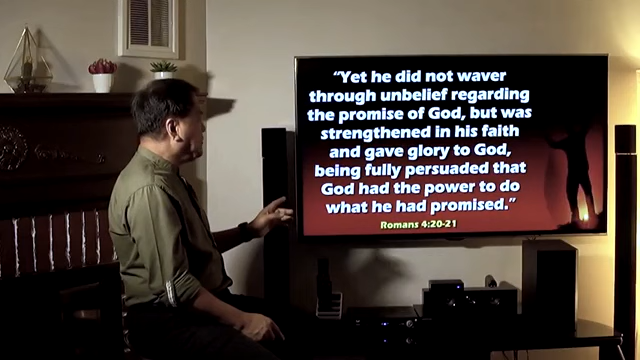 “Yet he did not waver
through unbelief regarding
the promise of God, but was
strengthened in his faith
and gave glory to God,
being fully persuaded that
God had the power to do
what he had promised.”
Romans 4:20-21